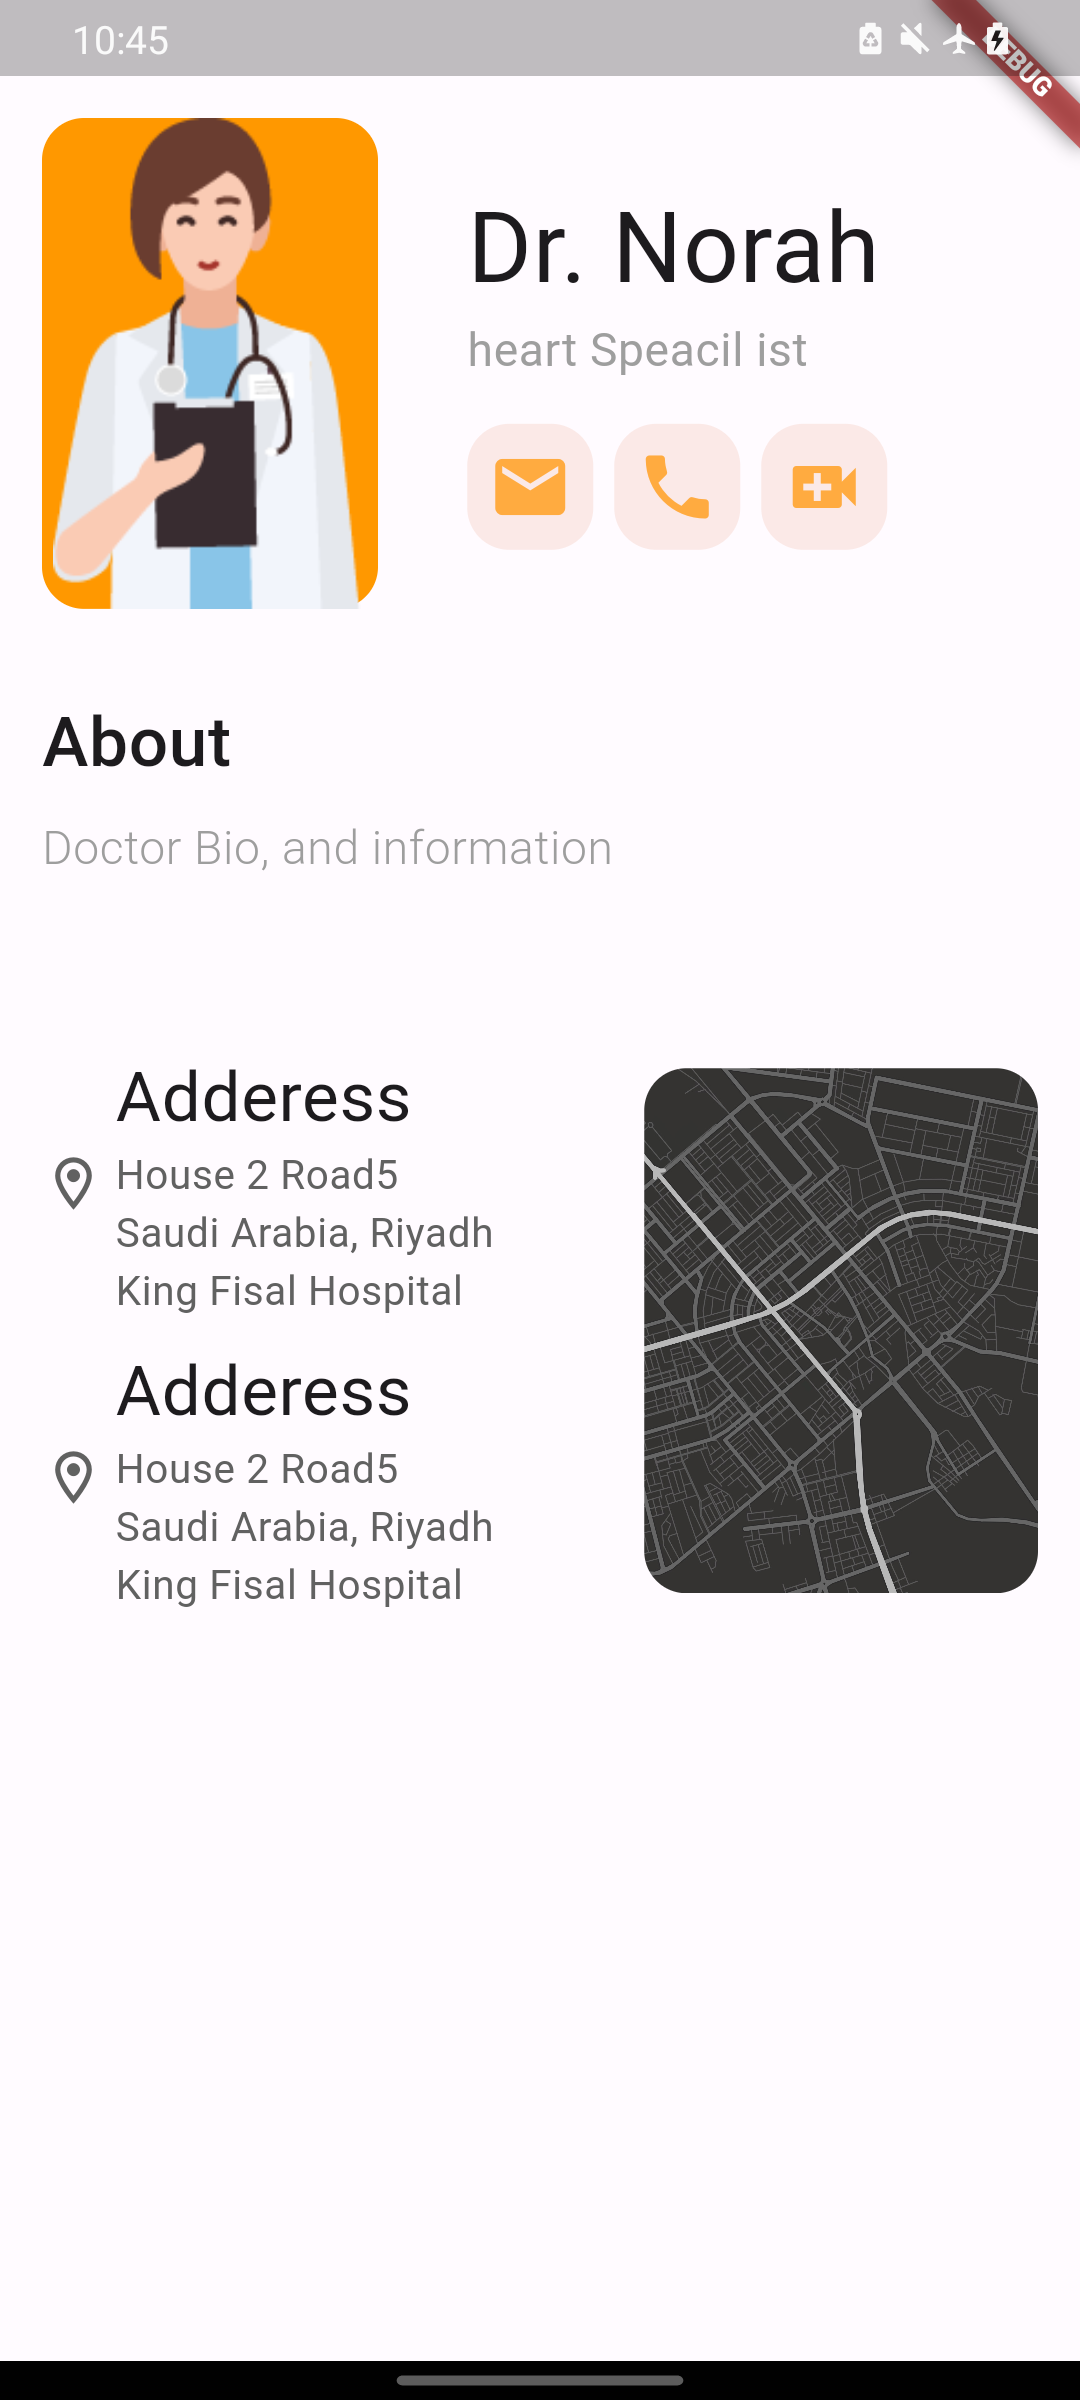 10:45
DEBUG
Dr. Norah
heart Speacil ist
About
Doctor Bio, and information
Adderess
House 2 Road5
Saudi Arabia, Riyadh
King Fisal Hospital
Adderess
House 2 Road5
Saudi Arabia, Riyadh
King Fisal Hospital